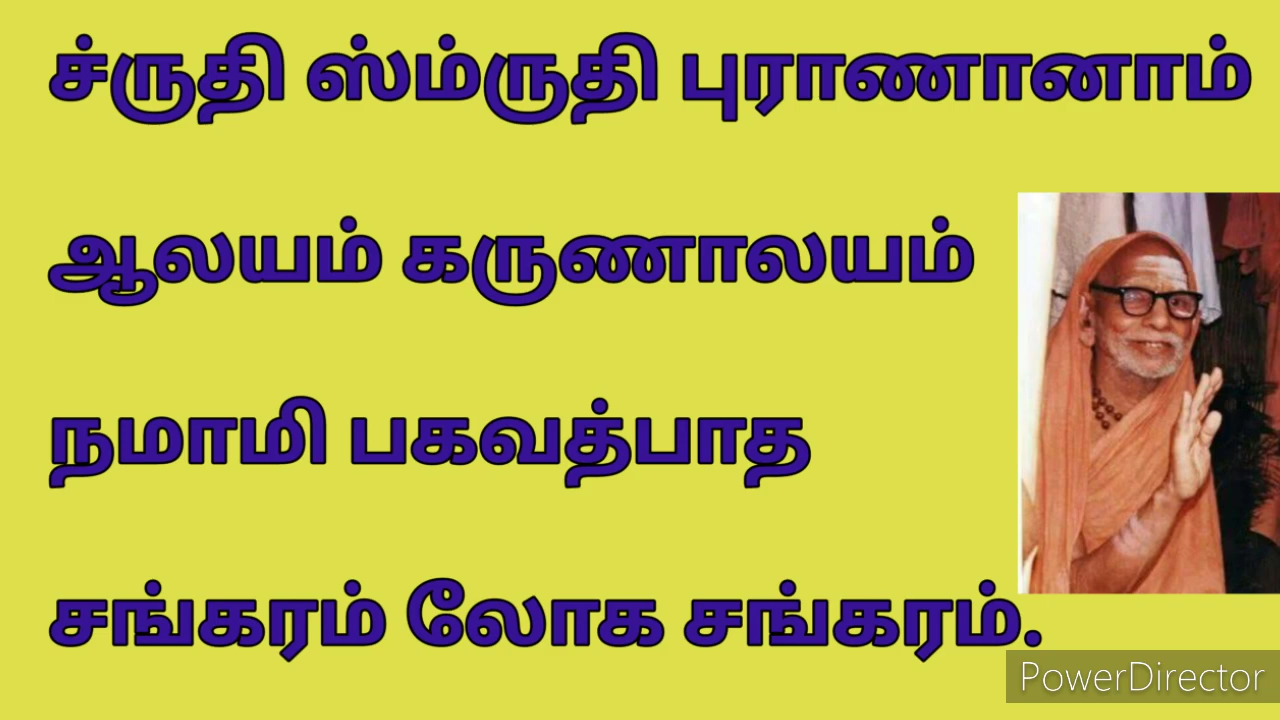 ச்ருதி ஸ்ம்ருதி புராணானாம்
ஆலயம் கருணாலயம்
நமாமி பகவத்பாத
சங்கரம் லோக சங்கரம்.
PowerDirector